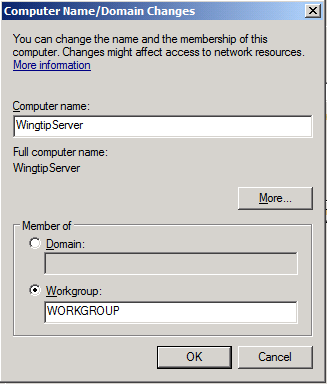 Computer Name/Domain Changes
You can change the name and the membership of this
computer. Changes might affect access to network resources.
More information
Computer name:
WingtipServer
Full computer name:
WingtipServer
More...
Member of
Domain:
Workgroup:
WORKGROUP
OK Cancel